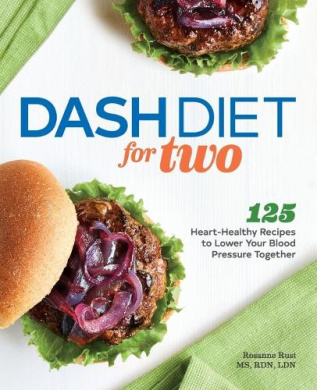 DASH DIET
for two
125
Heart-Healthy Recipes
to Lower Your Blood
Pressure Together
Rosanne Rust
MS, RDN, LDN